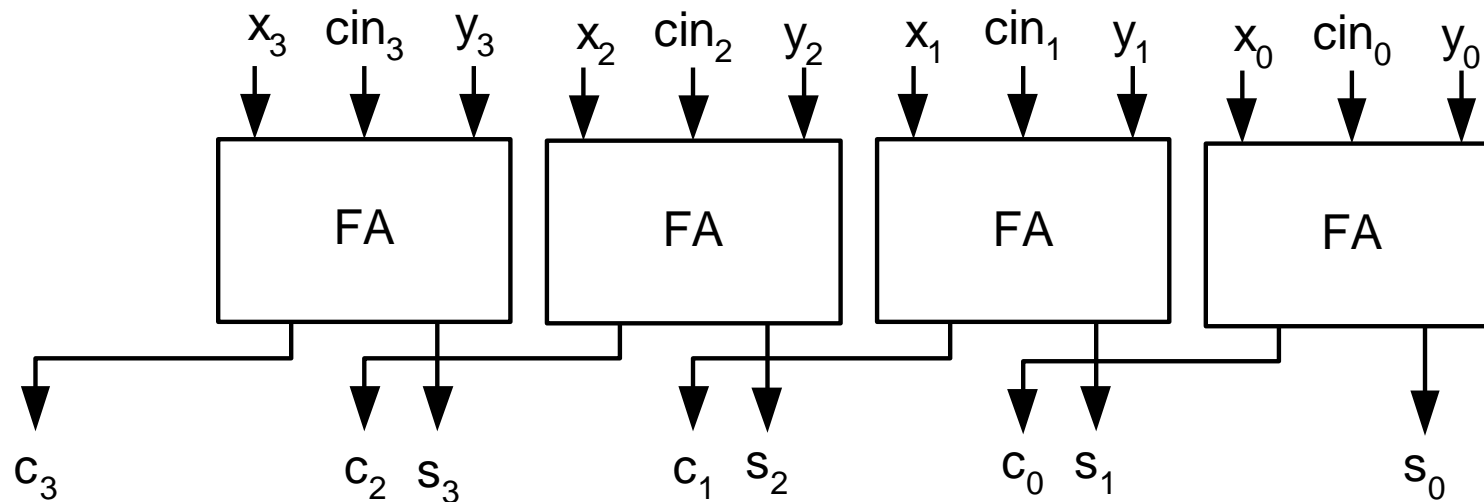 x₃ cin₃ y₃ x₂ cin₂ y₂ x₁ cin₁ y₁ x₀ cin₀ y₀
FA FA FA FA
c₃ c₂ s₃ c₁ s₂ c₀ s₁ s₀